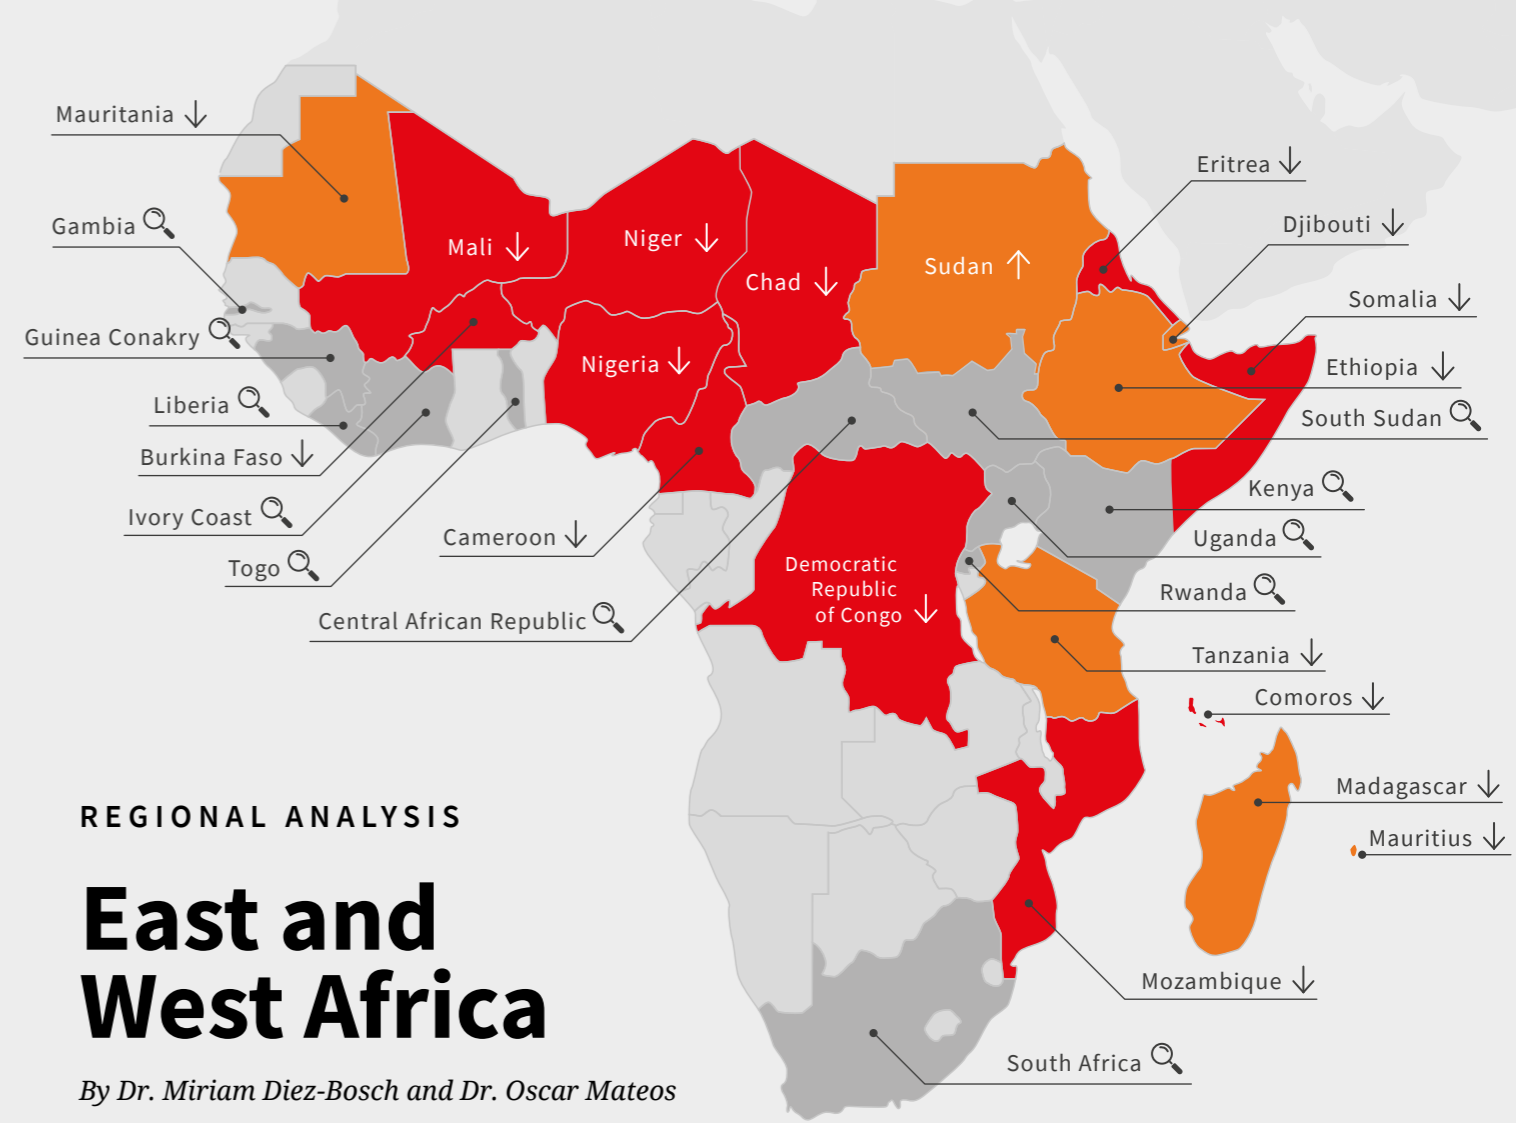 Mauritania
Gambia
Guinea Conakry
Liberia
Burkina Faso
Ivory Coast
Togo
Cameroon
Central African Republic
Mali
Niger
Chad
Sudan
Nigeria
Democratic
Republic
of Congo
Eritrea
Djibouti
Somalia
Ethiopia
South Sudan
Kenya
Uganda
Rwanda
Tanzania
Comoros
Madagascar
Mauritius
Mozambique
South Africa
REGIONAL ANALYSIS
East and
West Africa
By Dr. Miriam Diez-Bosch and Dr. Oscar Mateos